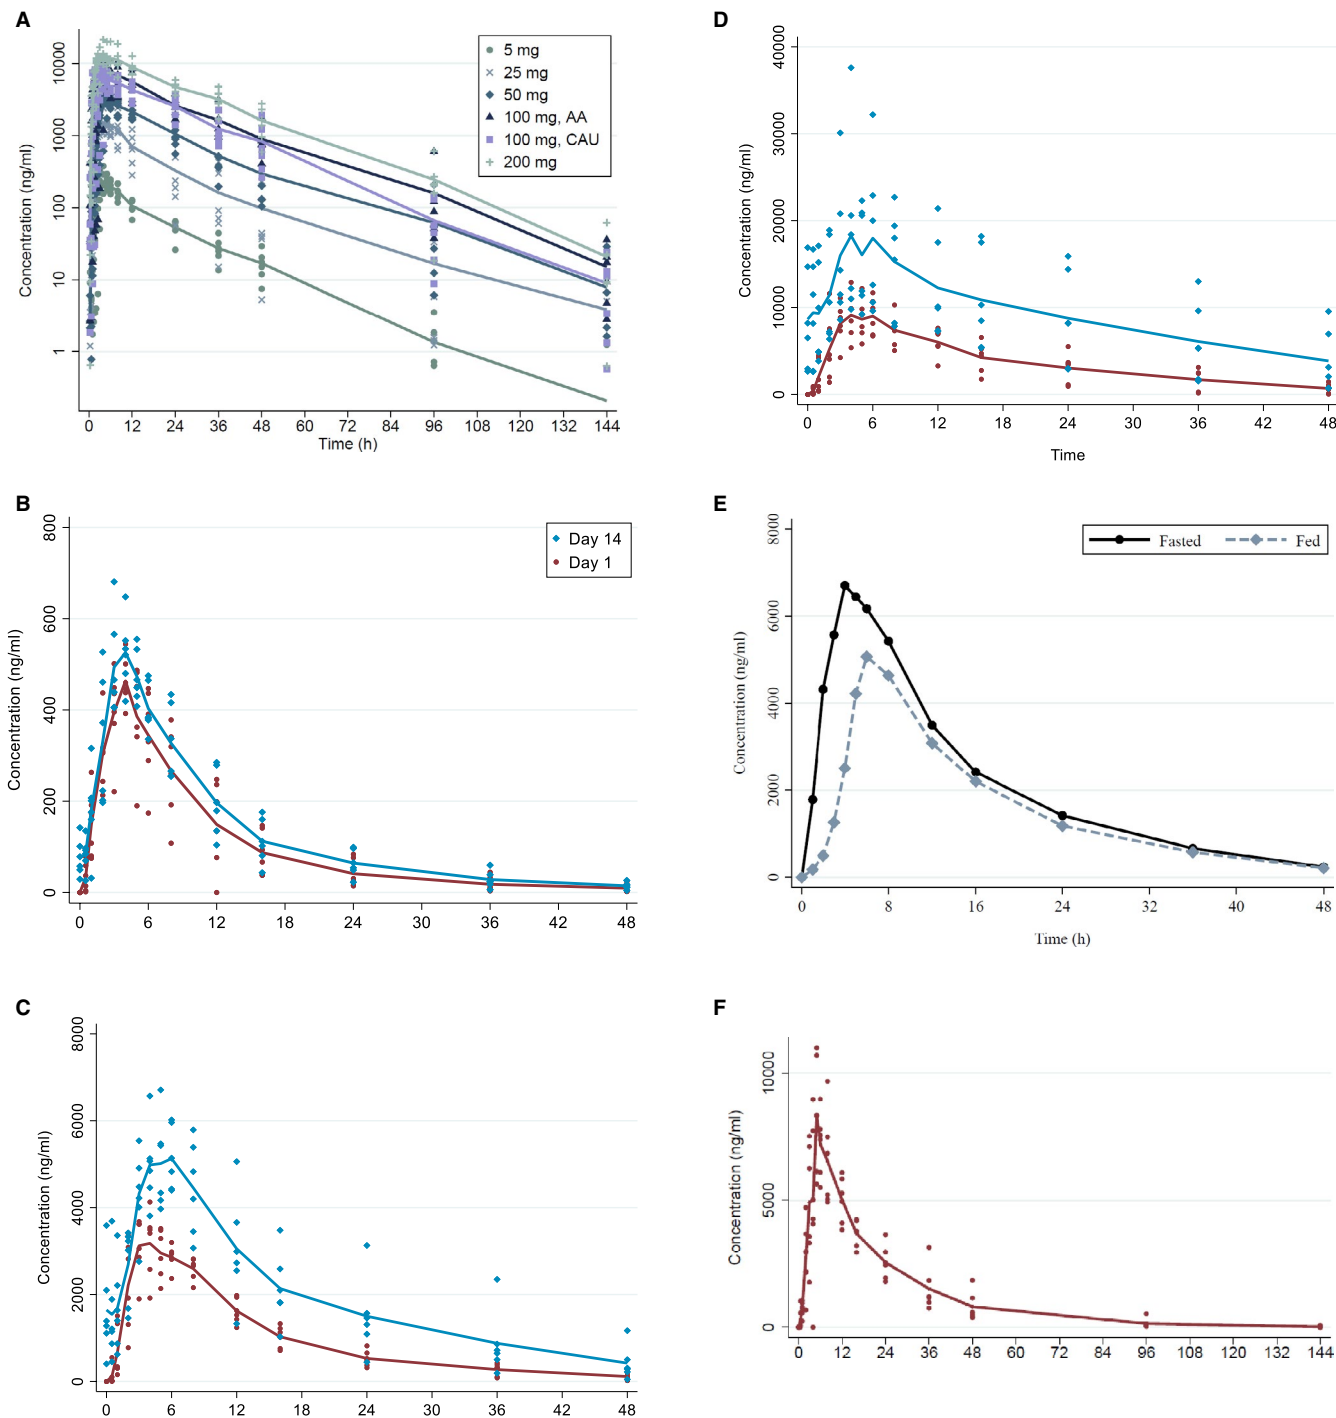 A
Concentration (ng/ml)
10000
1000
100
10
1
5 mg
25 mg
50 mg
100 mg, AA
100 mg, CAU
200 mg
0 12 24 36 48 60 72 84 96 108 120 132 144
Time (h)
D
Concentration (ng/ml)
40000
30000
20000
10000
0
0 6 12 18 24 30 36 42 48
Time
B
Concentration (ng/ml)
800
600
400
200
0
Day 14
Day 1
0 6 12 18 24 30 36 42 48
E
Concentration (ng/ml)
8000
6000
4000
2000
0
Fasted Fed
0 8 16 24 32 40 48
Time (h)
C
Concentration (ng/ml)
8000
6000
4000
2000
0
0 6 12 18 24 30 36 42 48
F
Concentration (ng/ml)
10000
5000
0
0 12 24 36 48 60 72 84 96 108 120 132 144